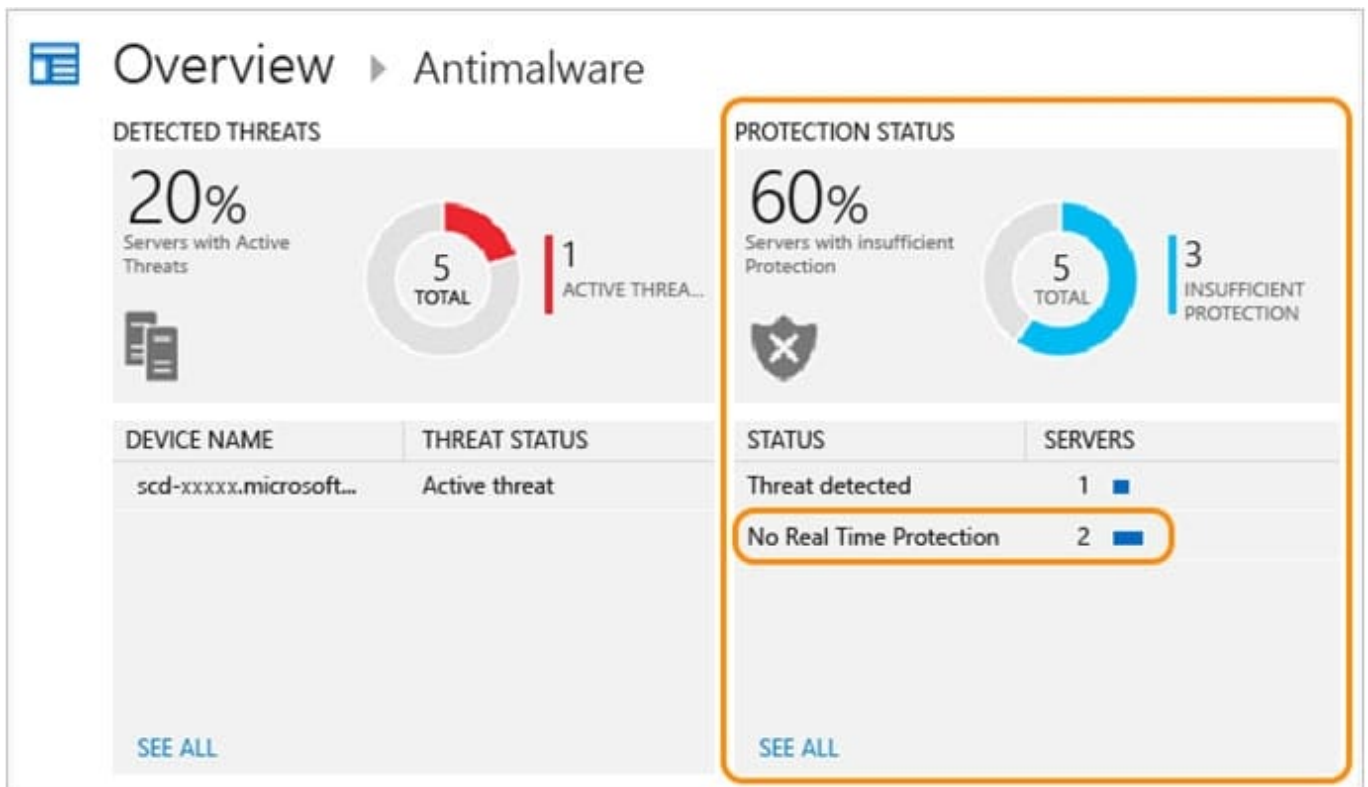 Overview ▸ Antimalware
DETECTED THREATS
20%
Servers with Active
Threats
5
TOTAL
1
ACTIVE THREA...
DEVICE NAME THREAT STATUS
scd-xxxxx.microsoft... Active threat
SEE ALL
PROTECTION STATUS
60%
Servers with insufficient
Protection
5
TOTAL
3
INSUFFICIENT
PROTECTION
STATUS SERVERS
Threat detected 1
No Real Time Protection 2
SEE ALL